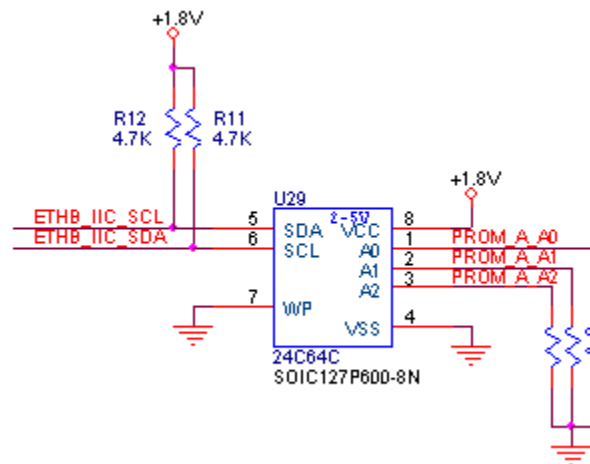 +1.8V
R12 R11
4.7K 4.7K
+1.8V
U29
2-5V
ETHB_IIC_SCL 5 SDA VCC 8
ETHB_IIC_SDA 6 SCL A0 1 PROM_A_A0
A1 2 PROM_A_A1
A2 3 PROM_A_A2
7 WP
VSS 4
24C64C
SOIC127P600-8N